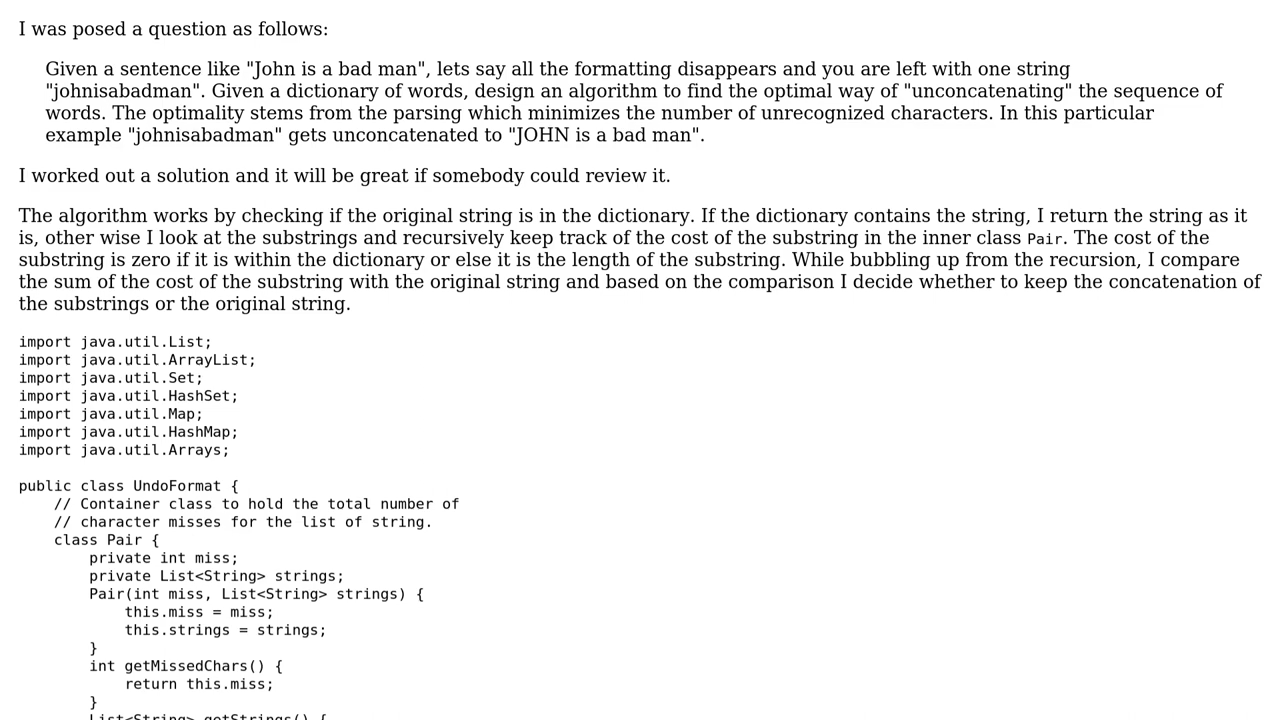 I was posed a question as follows:
Given a sentence like "John is a bad man", lets say all the formatting disappears and you are left with one string
"johnisabadman". Given a dictionary of words, design an algorithm to find the optimal way of "unconcatenating" the sequence of
words. The optimality stems from the parsing which minimizes the number of unrecognized characters. In this particular
example "johnisabadman" gets unconcatenated to "JOHN is a bad man".
I worked out a solution and it will be great if somebody could review it.
The algorithm works by checking if the original string is in the dictionary. If the dictionary contains the string, I return the string as it
is, other wise I look at the substrings and recursively keep track of the cost of the substring in the inner class Pair. The cost of the
substring is zero if it is within the dictionary or else it is the length of the substring. While bubbling up from the recursion, I compare
the sum of the cost of the substring with the original string and based on the comparison I decide whether to keep the concatenation of
the substrings or the original string.
import java.util.List;
import java.util.ArrayList;
import java.util.Set;
import java.util.HashSet;
import java.util.Map;
import java.util.HashMap;
import java.util.Arrays;
public class UndoFormat {
    // Container class to hold the total number of
    // character misses for the list of string.
    class Pair {
        private int miss;
        private List<String> strings;
        Pair(int miss, List<String> strings) {
            this.miss = miss;
            this.strings = strings;
        }
        int getMissedChars() {
            return this.miss;
        }
        List<String> getStrings() {